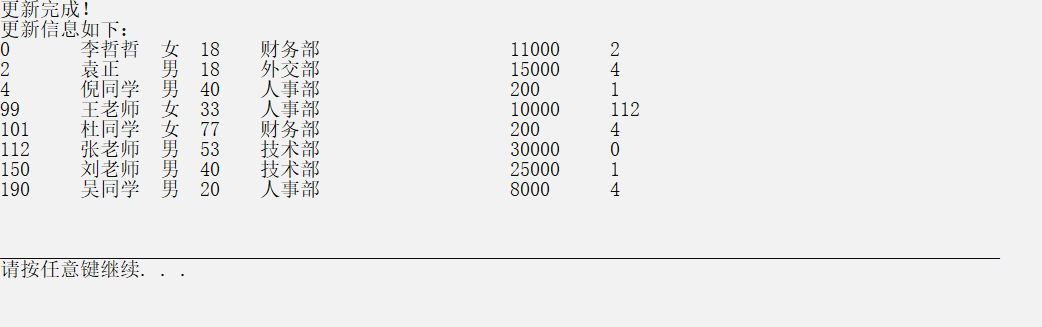 更新完成！
更新信息如下：
0 李哲哲 女 18 财务部 11000 2
2 袁正 男 18 外交部 15000 4
4 倪同学 男 40 人事部 200 1
99 王老师 女 33 人事部 10000 112
101 杜同学 女 77 财务部 200 4
112 张老师 男 53 技术部 30000 0
150 刘老师 男 40 技术部 25000 1
190 吴同学 男 20 人事部 8000 4
请按任意键继续. . .